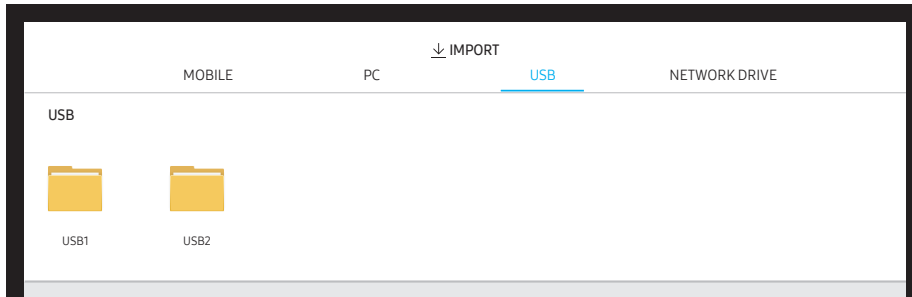 IMPORT
MOBILE PC USB NETWORK DRIVE
USB
USB1 USB2